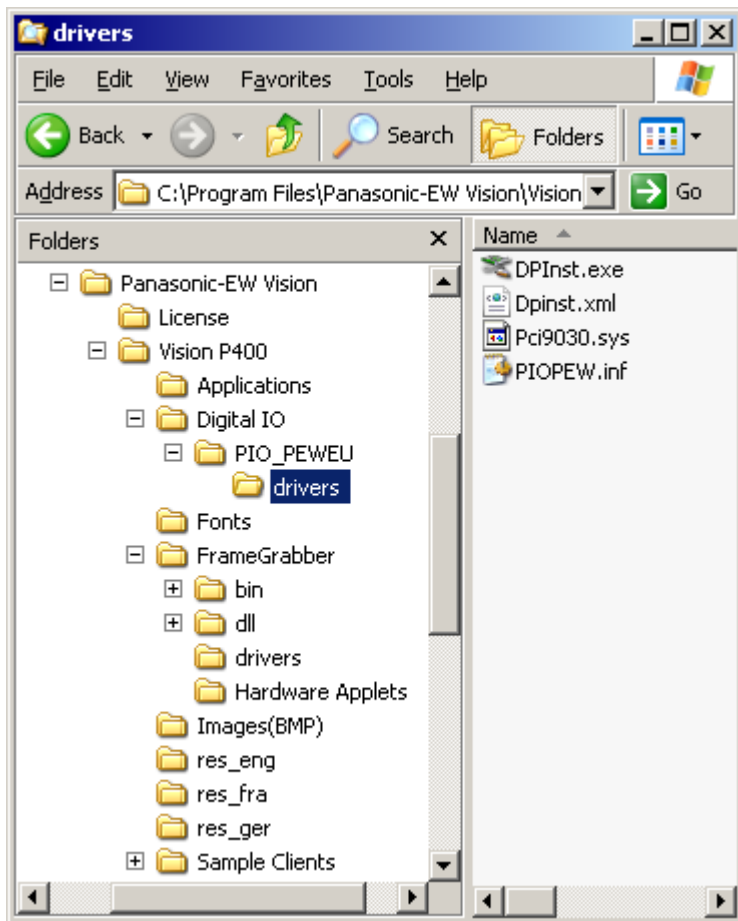 drivers
File Edit View Favorites Tools Help
Back Search Folders
Address C:\Program Files\Panasonic-EW Vision\Vision Go
Folders
Panasonic-EW Vision
License
Vision P400
Applications
Digital IO
PIO_PEWEU
drivers
Fonts
FrameGrabber
bin
dll
drivers
Hardware Applets
Images(BMP)
res_eng
res_fra
res_ger
Sample Clients
Name
DPInst.exe
Dpinst.xml
Pci9030.sys
PIOPEW.inf